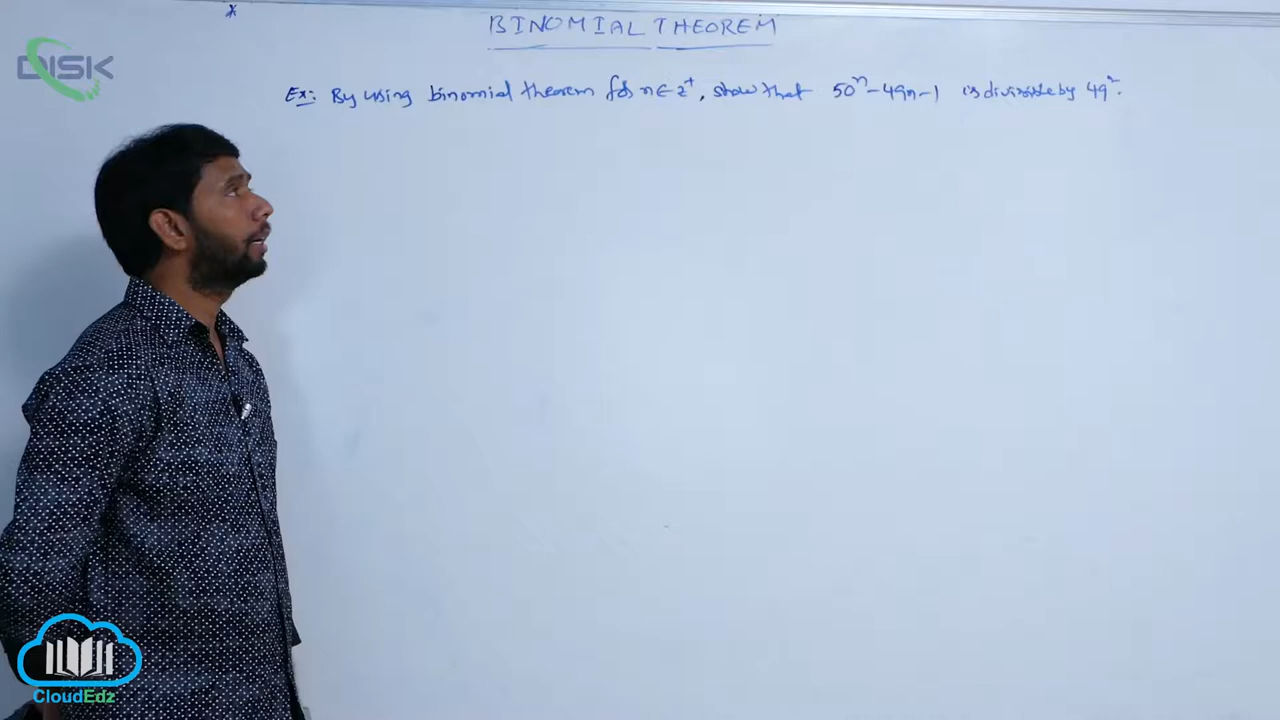 BINOMIAL THEOREM
DISK
Ex: By using binomial theorem for n∈z⁺, show that 50ⁿ-49n-1 is divisible by 49².
CloudEdz